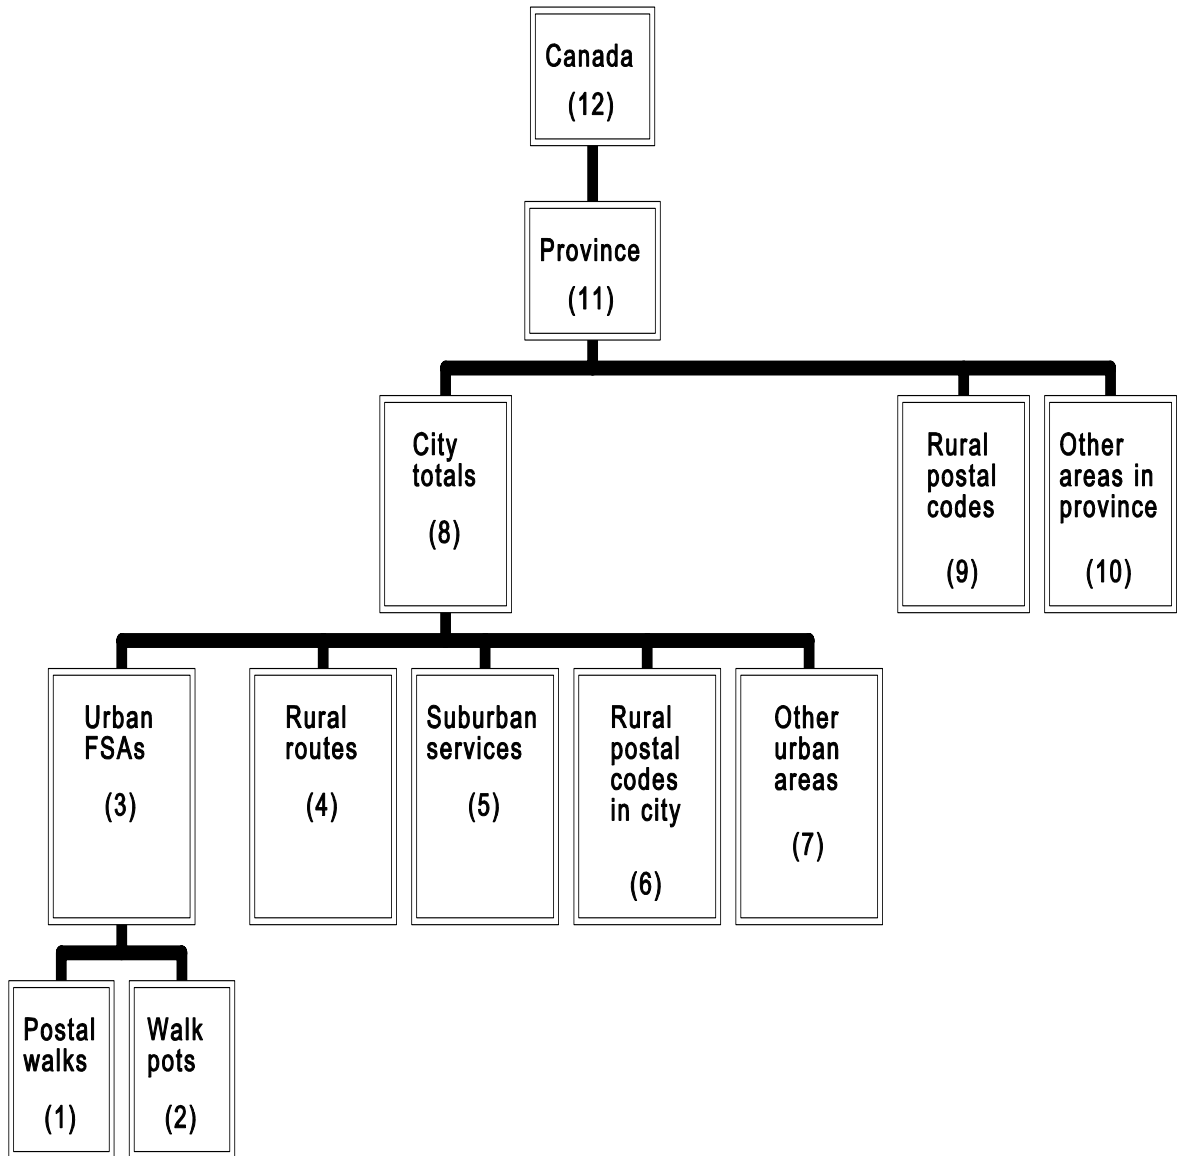 Canada
(12)
Province
(11)
City
totals
(8)
Rural
postal
codes
(9)
Other
areas in
province
(10)
Urban
FSAs
(3)
Rural
routes
(4)
Suburban
services
(5)
Rural
postal
codes
in city
(6)
Other
urban
areas
(7)
Postal
walks
(1)
Walk
pots
(2)